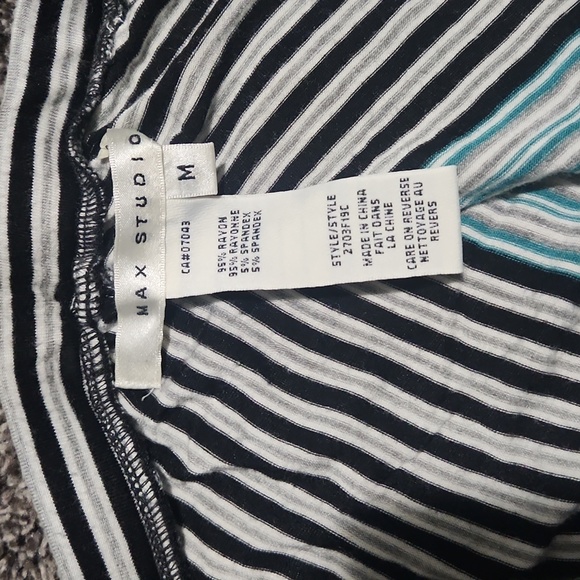 MAX STUDIO
M
CA#07043
95% RAYON
95% RAYONNE
5% SPANDEX
5% SPANDEX
STYLE/STYLE
2703F19C
MADE IN CHINA
FAIT DANS
LA CHINE
CARE ON REVERSE
NETTOYAGE AU
REVERS